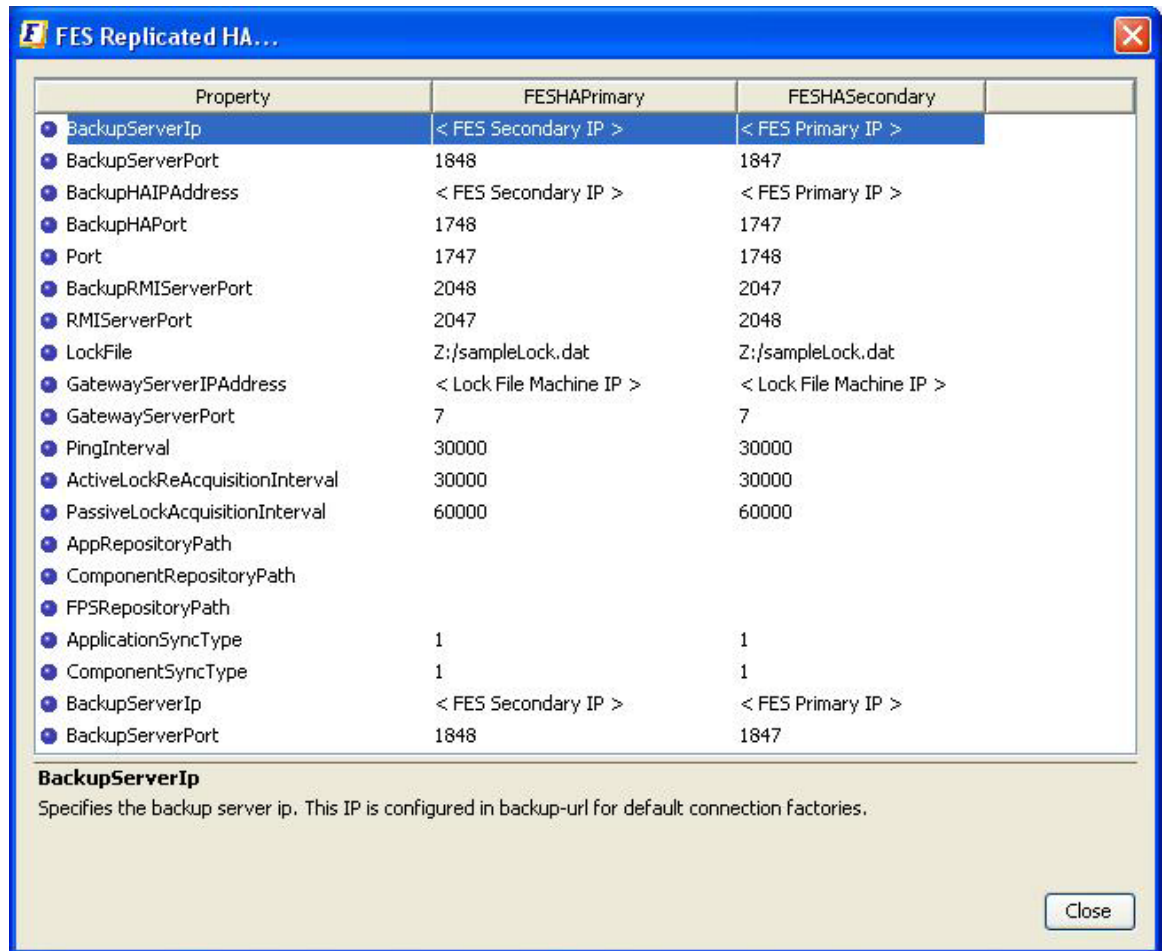 FES Replicated HA...
Property FESHAPrimary FESHASecondary
BackupServerIp < FES Secondary IP > < FES Primary IP >
BackupServerPort 1848 1847
BackupHAIPAddress < FES Secondary IP > < FES Primary IP >
BackupHAPort 1748 1747
Port 1747 1748
BackupRMIServerPort 2048 2047
RMIServerPort 2047 2048
LockFile Z:/sampleLock.dat Z:/sampleLock.dat
GatewayServerIPAddress < Lock File Machine IP > < Lock File Machine IP >
GatewayServerPort 7 7
PingInterval 30000 30000
ActiveLockReAcquisitionInterval 30000 30000
PassiveLockAcquisitionInterval 60000 60000
AppRepositoryPath
ComponentRepositoryPath
FPSRepositoryPath
ApplicationSyncType 1 1
ComponentSyncType 1 1
BackupServerIp < FES Secondary IP > < FES Primary IP >
BackupServerPort 1848 1847
BackupServerIp
Specifies the backup server ip. This IP is configured in backup-url for default connection factories.
Close